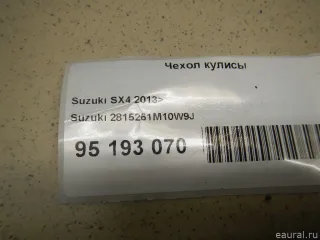 Чехол кулисы
Suzuki SX4 2013>
Suzuki 2815261M10W9J
95 193 070
eaural.ru